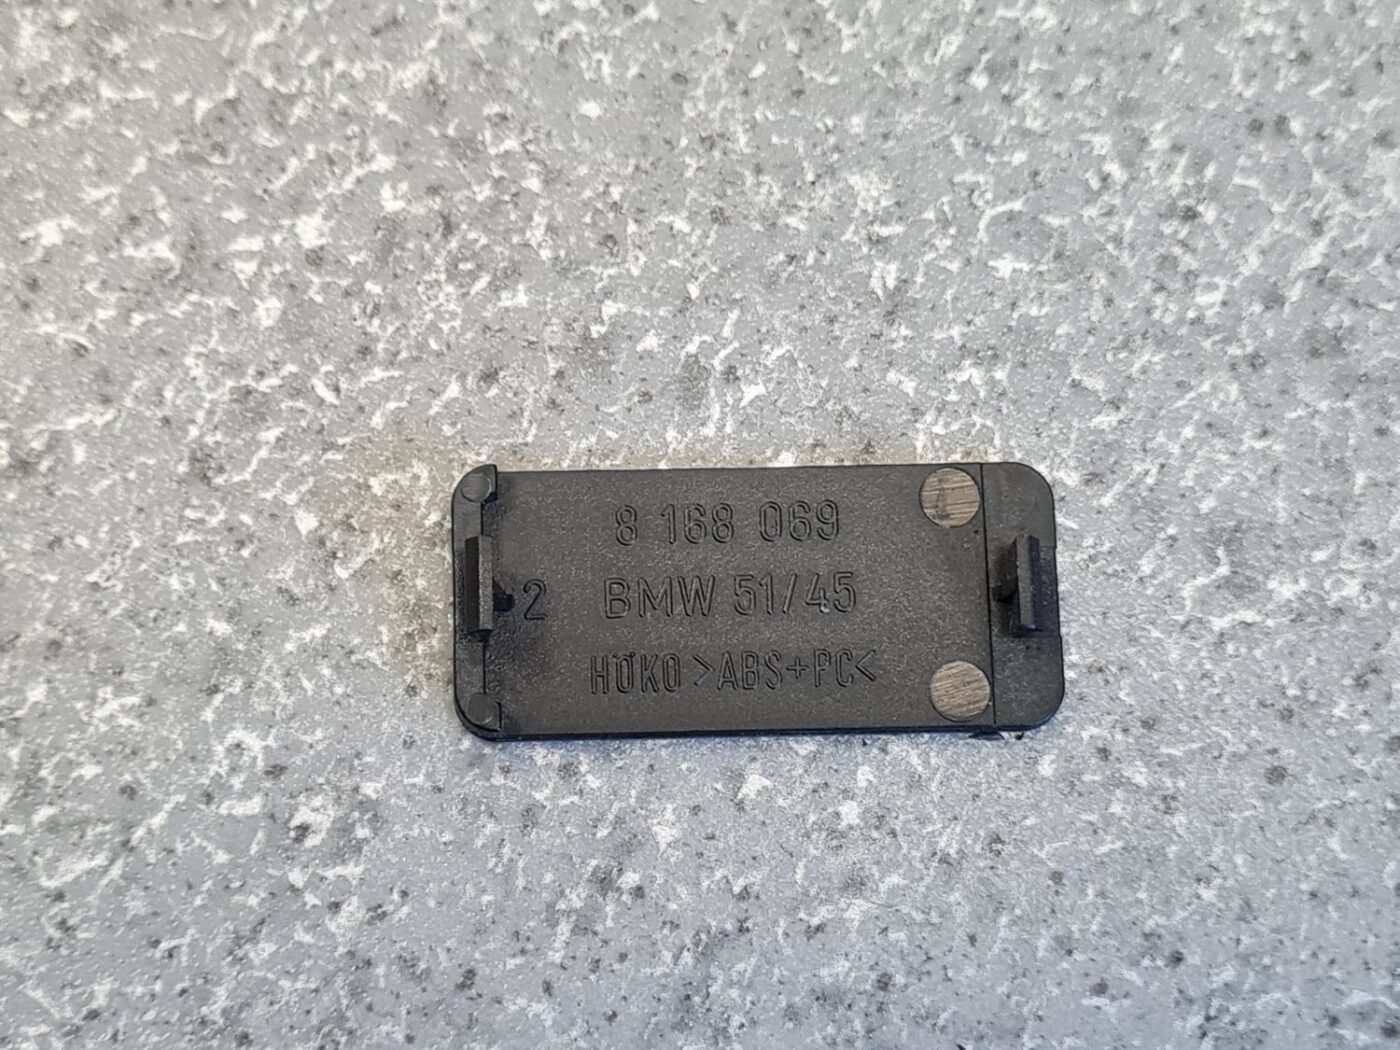 8 168 069
2 BMW 51/45
HÖKO >ABS+PC<